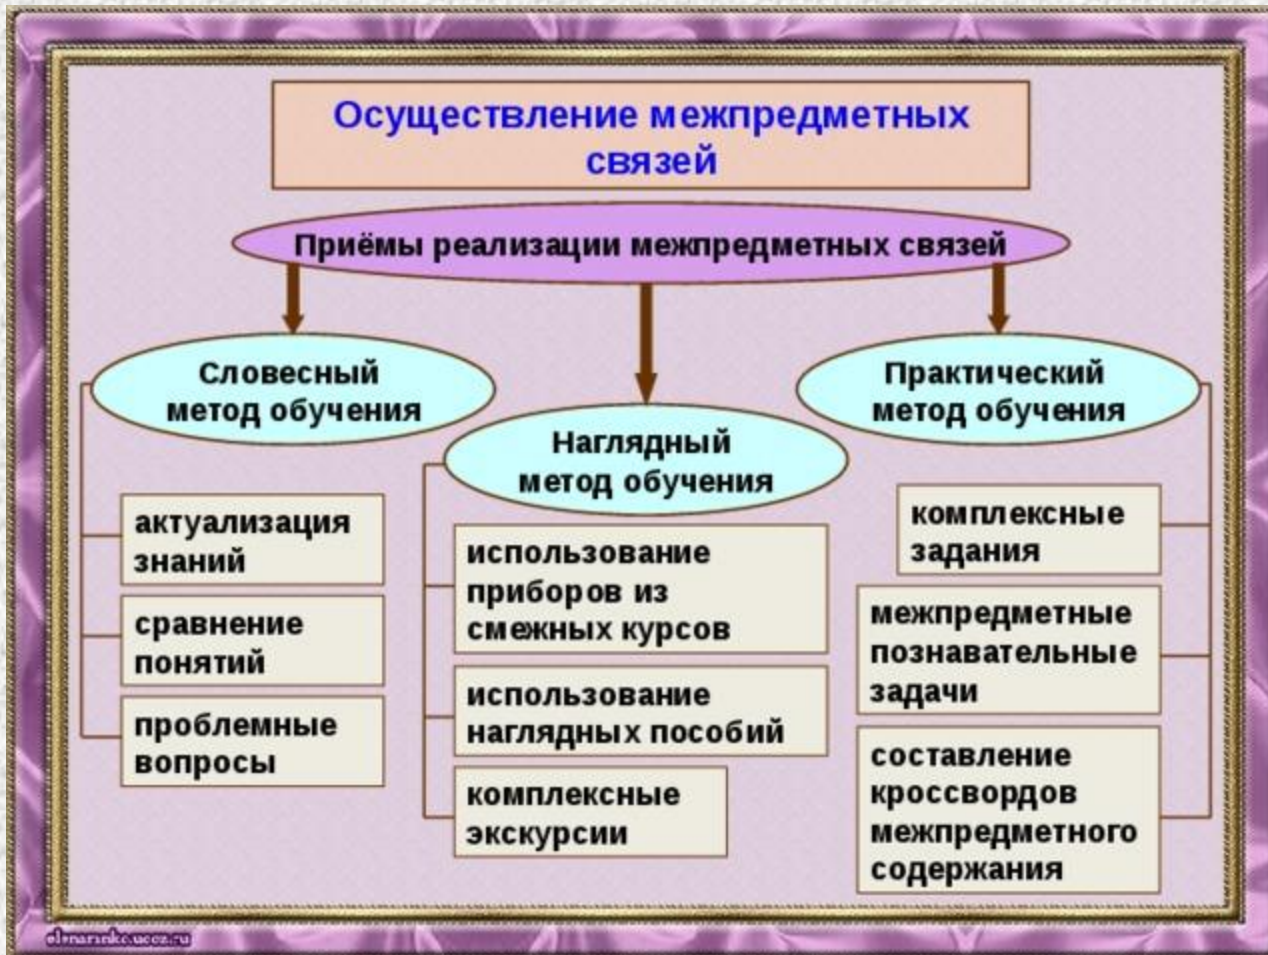 Осуществление межпредметных
связей
Приёмы реализации межпредметных связей
Словесный
метод обучения
актуализация
знаний
сравнение
понятий
проблемные
вопросы
Наглядный
метод обучения
использование
приборов из
смежных курсов
использование
наглядных пособий
комплексные
экскурсии
Практический
метод обучения
комплексные
задания
межпредметные
познавательные
задачи
составление
кроссвордов
межпредметного
содержания